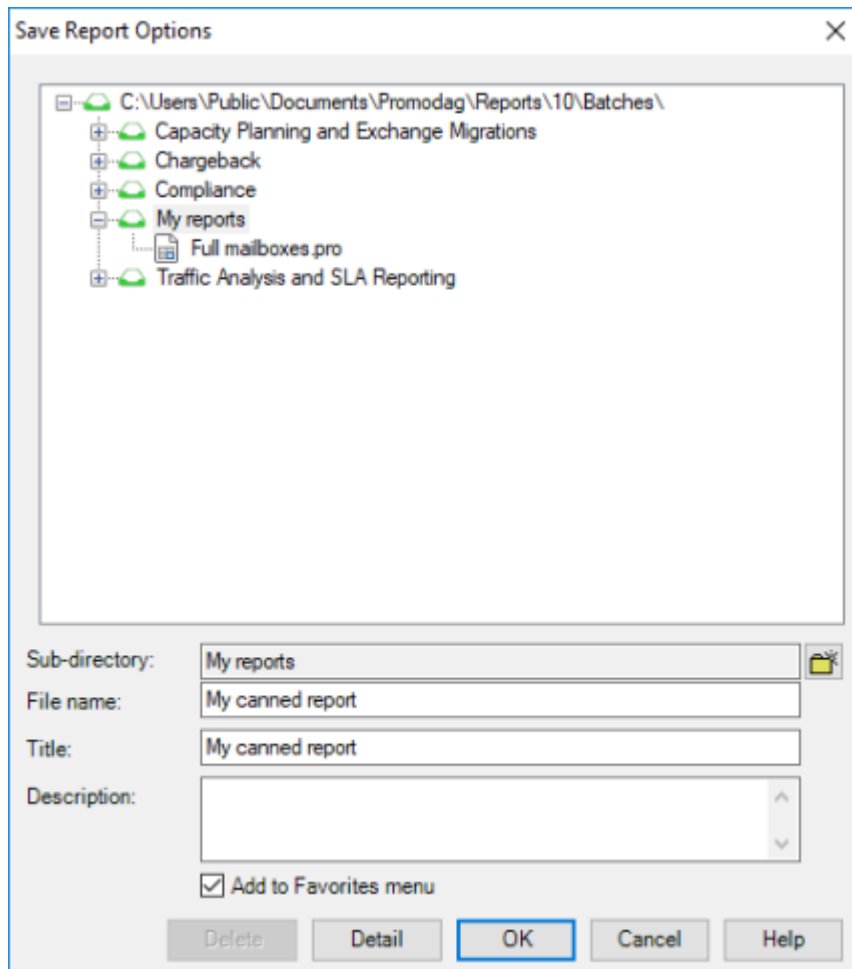 Save Report Options
C:\Users\Public\Documents\Promodag\Reports\10\Batches\
Capacity Planning and Exchange Migrations
Chargeback
Compliance
My reports
Full mailboxes.pro
Traffic Analysis and SLA Reporting
Sub-directory: My reports
File name: My canned report
Title: My canned report
Description:
Add to Favorites menu
Delete Detail OK Cancel Help